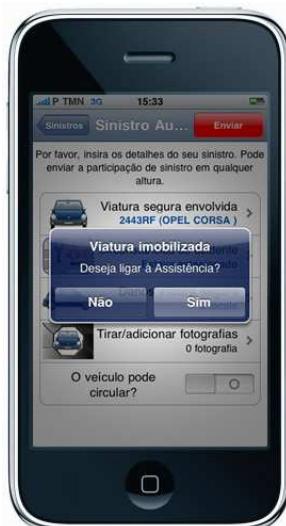 P TMN 3G 15:33
Sinistros Sinistro Au... Enviar
Por favor, insira os detalhes do seu sinistro. Pode
enviar a participação de sinistro em qualquer
altura.
Viatura segura envolvida
2443RF (OPEL CORSA )
Viatura imobilizada
Deseja ligar à Assistência?
Não Sim
Tirar/adicionar fotografias
0 fotografia
O veículo pode
circular?